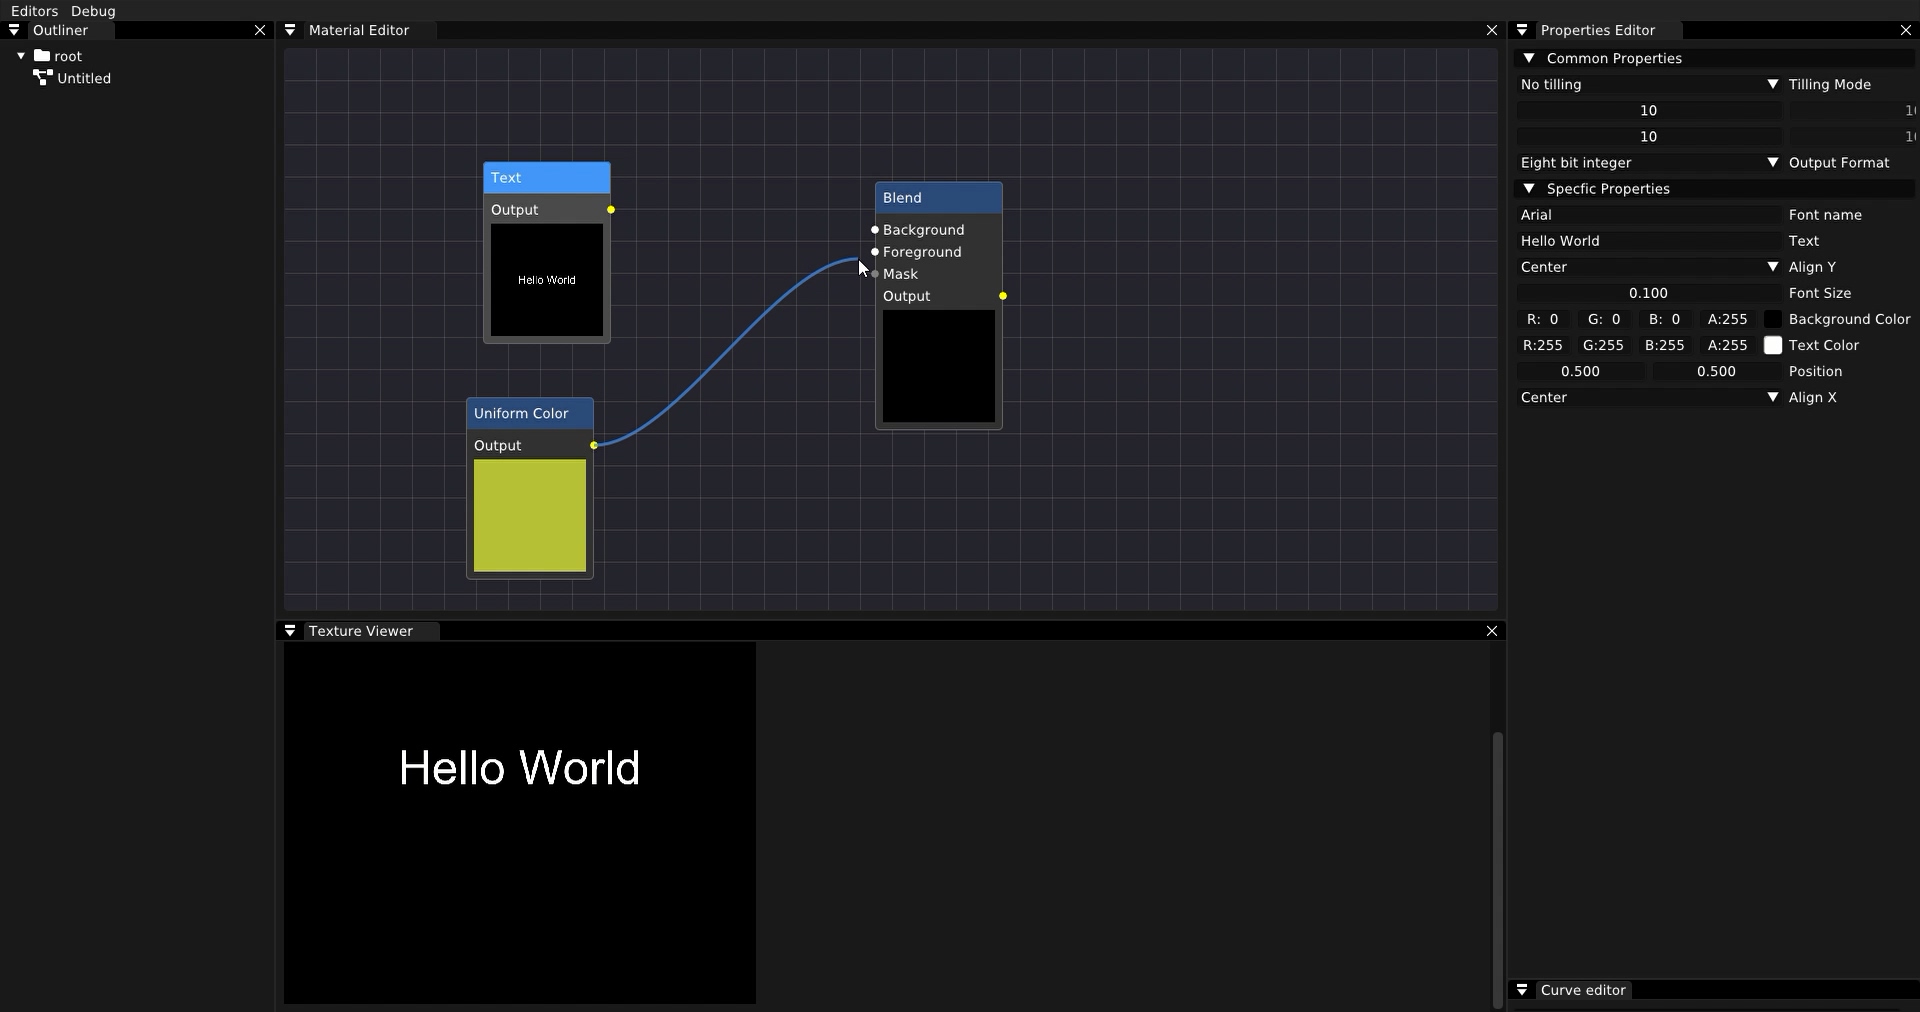 Editors Debug
Outliner
root
Untitled
Material Editor
Text
Output
Hello World
Uniform Color
Output
Blend
Background
Foreground
Mask
Output
Texture Viewer
Hello World
Properties Editor
Common Properties
No tilling Tilling Mode
10
10
Eight bit integer Output Format
Specfic Properties
Arial Font name
Hello World Text
Center Align Y
0.100 Font Size
R: 0 G: 0 B: 0 A:255 Background Color
R:255 G:255 B:255 A:255 Text Color
0.500 0.500 Position
Center Align X
Curve editor